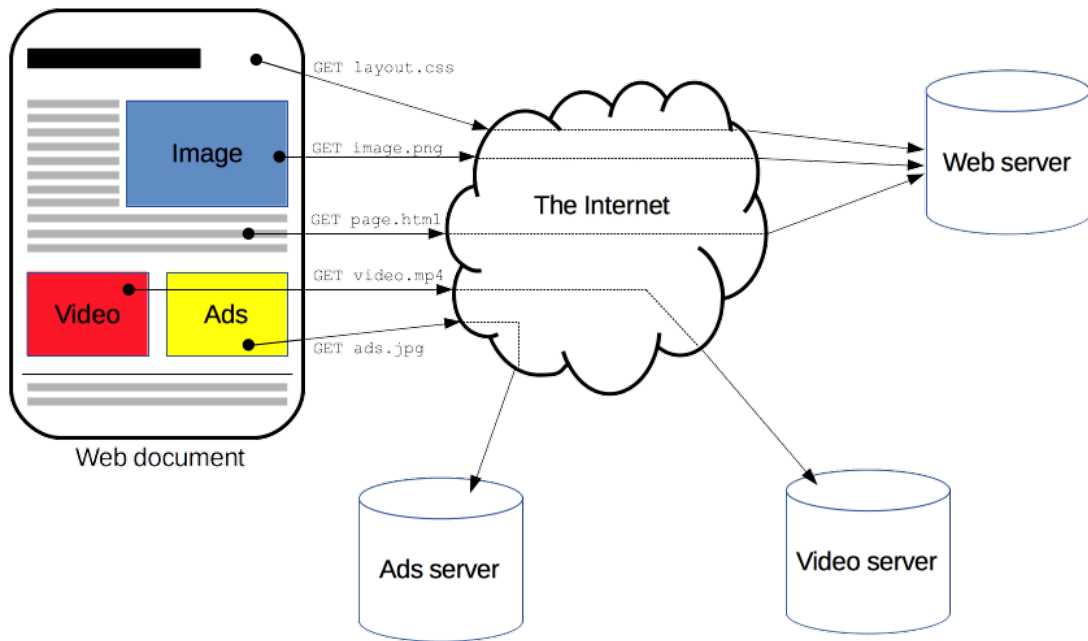 GET layout.css
Image
GET image.png
The Internet
Web server
GET page.html
GET video.mp4
Video
Ads
GET ads.jpg
Web document
Ads server
Video server